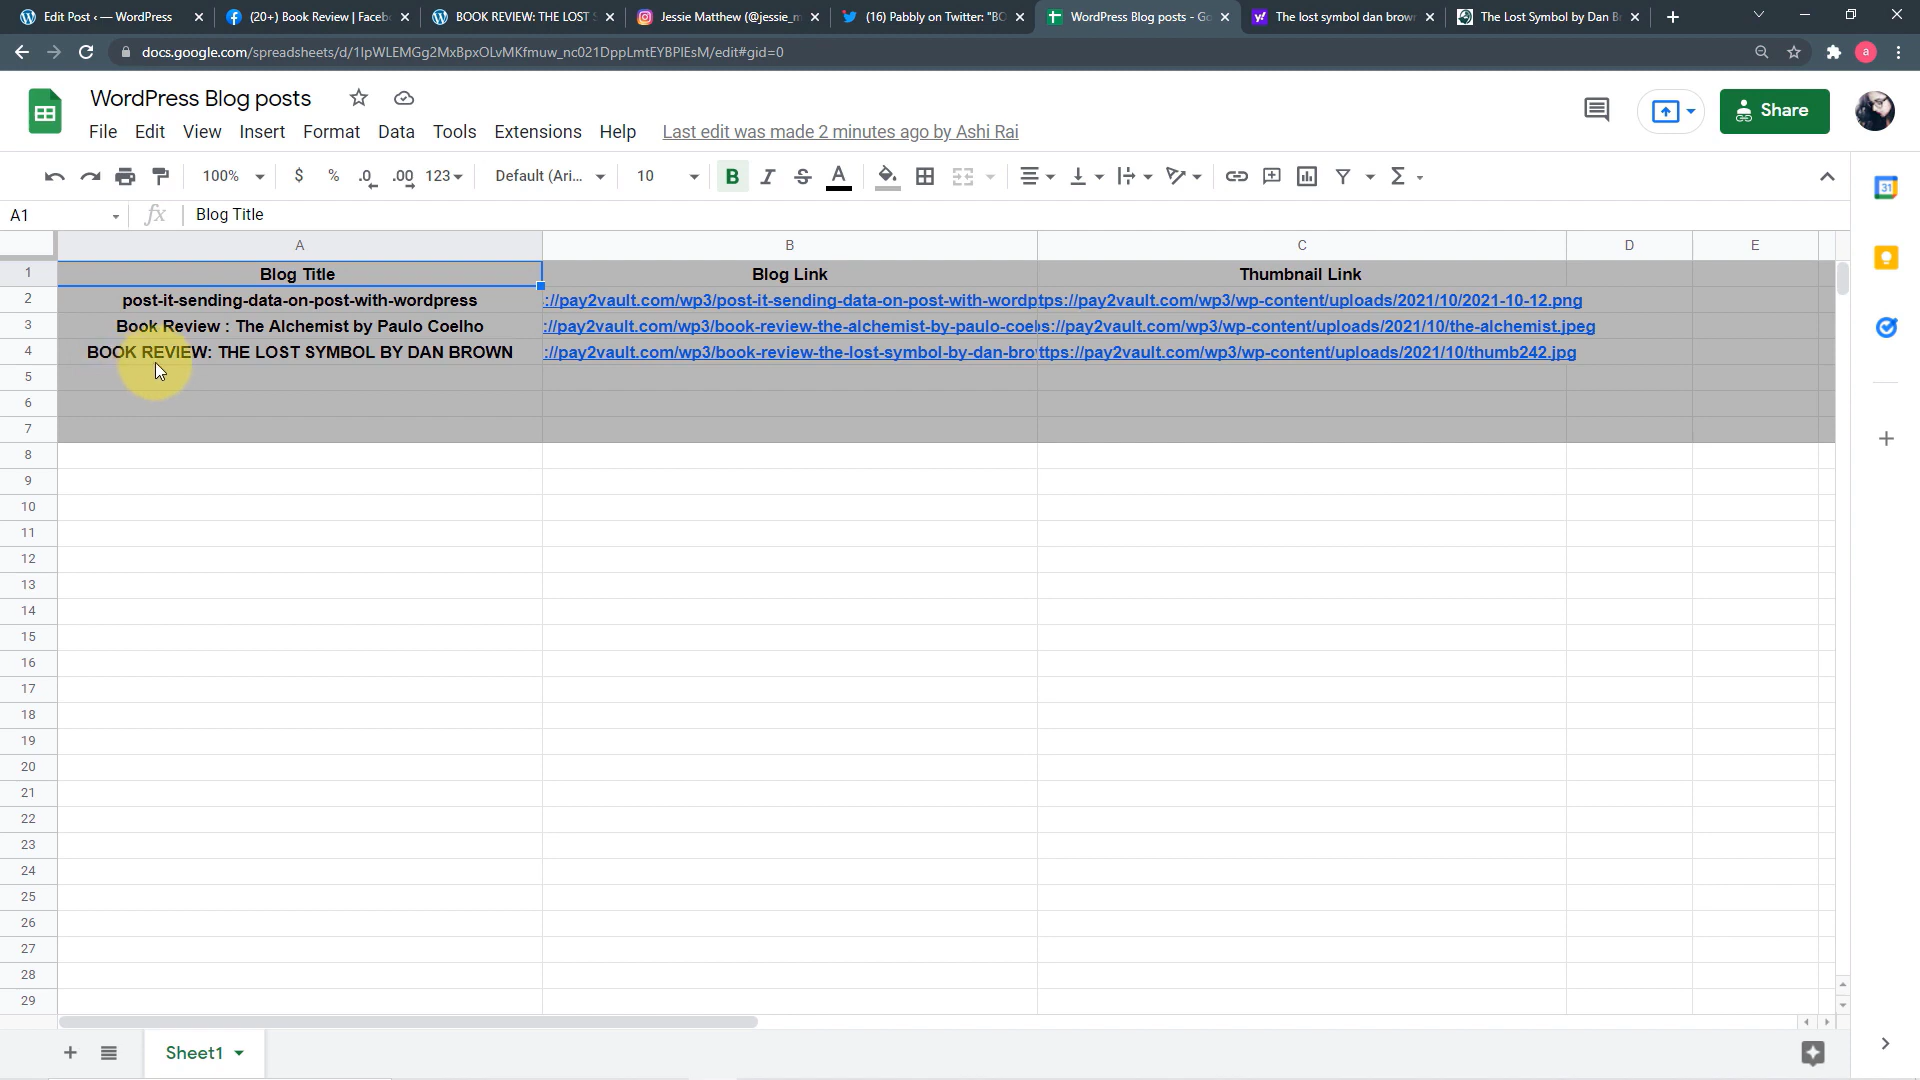 Edit Post ‹ — WordPress
(20+) Book Review | Faceb
BOOK REVIEW: THE LOST S
Jessie Matthew (@jessie_m
(16) Pabbly on Twitter: "BO
WordPress Blog posts - Go
The lost symbol dan brown
The Lost Symbol by Dan B
docs.google.com/spreadsheets/d/1IpWLEMGg2MxBpxOLvMKfmuw_nc021DppLmtEYBPIEsM/edit#gid=0
a
WordPress Blog posts
Share
File Edit View Insert Format Data Tools Extensions Help Last edit was made 2 minutes ago by Ashi Rai
100% $ % .0 .00 123 Default (Ari... 10 B I S A Σ
31
A1 fx Blog Title
A B C D E
1 Blog Title Blog Link Thumbnail Link
2 post-it-sending-data-on-post-with-wordpress ://pay2vault.com/wp3/post-it-sending-data-on-post-with-wordp tps://pay2vault.com/wp3/wp-content/uploads/2021/10/2021-10-12.png
3 Book Review : The Alchemist by Paulo Coelho ://pay2vault.com/wp3/book-review-the-alchemist-by-paulo-coel s://pay2vault.com/wp3/wp-content/uploads/2021/10/the-alchemist.jpeg
4 BOOK REVIEW: THE LOST SYMBOL BY DAN BROWN ://pay2vault.com/wp3/book-review-the-lost-symbol-by-dan-bro ttps://pay2vault.com/wp3/wp-content/uploads/2021/10/thumb242.jpg
5
6
7
8
9
10
11
12
13
14
15
16
17
18
19
20
21
22
23
24
25
26
27
28
29
Sheet1